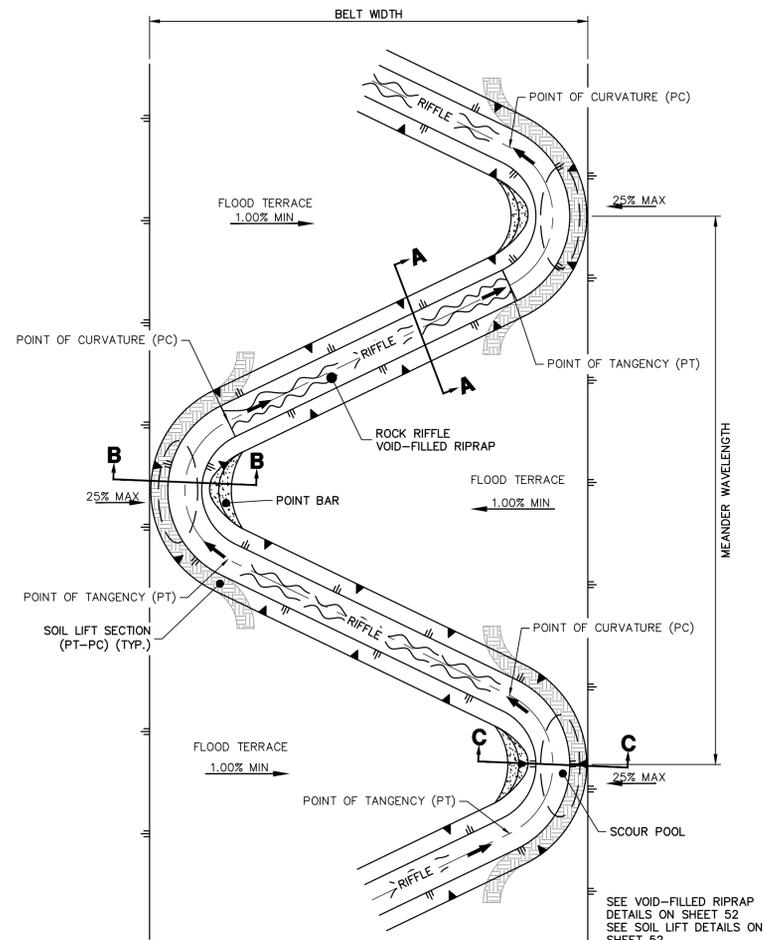 BELT WIDTH
RIFFLE
POINT OF CURVATURE (PC)
FLOOD TERRACE
1.00% MIN
25% MAX
A
RIFFLE
POINT OF CURVATURE (PC)
POINT OF TANGENCY (PT)
A
ROCK RIFFLE
VOID-FILLED RIPRAP
B
B
25% MAX
POINT BAR
FLOOD TERRACE
1.00% MIN
MEANDER WAVELENGTH
POINT OF TANGENCY (PT)
SOIL LIFT SECTION
(PT-PC) (TYP.)
RIFFLE
POINT OF CURVATURE (PC)
FLOOD TERRACE
1.00% MIN
C
C
25% MAX
POINT OF TANGENCY (PT)
SCOUR POOL
RIFFLE
SEE VOID-FILLED RIPRAP
DETAILS ON SHEET 52
SEE SOIL LIFT DETAILS ON
SHEET 52